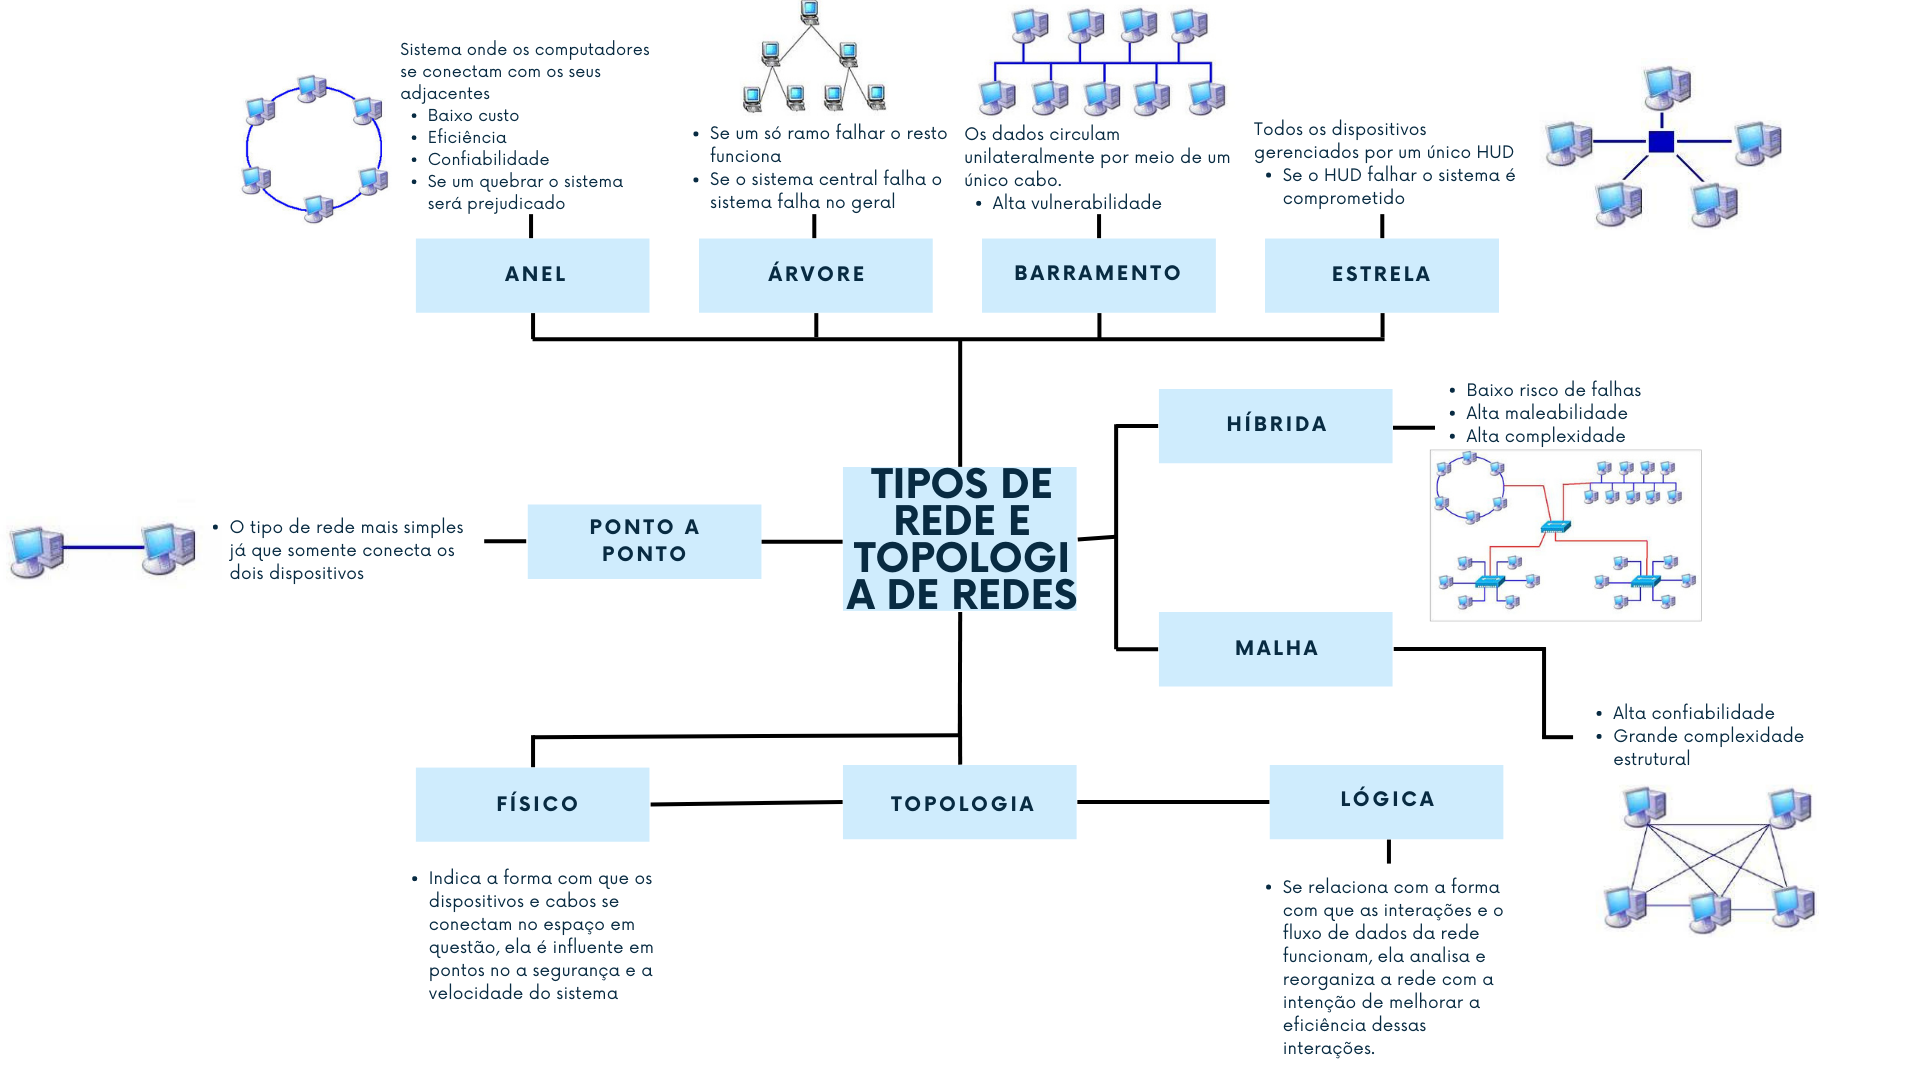 Sistema onde os computadores
se conectam com os seus
adjacentes
• Baixo custo
• Eficiência
• Confiabilidade
• Se um quebrar o sistema
será prejudicado
• Se um só ramo falhar o resto
funciona
• Se o sistema central falha o
sistema falha no geral
Os dados circulam
unilateralmente por meio de um
único cabo.
• Alta vulnerabilidade
Todos os dispositivos
gerenciados por um único HUD
• Se o HUD falhar o sistema é
comprometido
ANEL
ÁRVORE
BARRAMENTO
ESTRELA
HÍBRIDA
• Baixo risco de falhas
• Alta maleabilidade
• Alta complexidade
• O tipo de rede mais simples
já que somente conecta os
dois dispositivos
PONTO A
PONTO
TIPOS DE
REDE E
TOPOLOGI
A DE REDES
MALHA
• Alta confiabilidade
• Grande complexidade
estrutural
FÍSICO
TOPOLOGIA
LÓGICA
• Indica a forma com que os
dispositivos e cabos se
conectam no espaço em
questão, ela é influente em
pontos no a segurança e a
velocidade do sistema
• Se relaciona com a forma
com que as interações e o
fluxo de dados da rede
funcionam, ela analisa e
reorganiza a rede com a
intenção de melhorar a
eficiência dessas
interações.